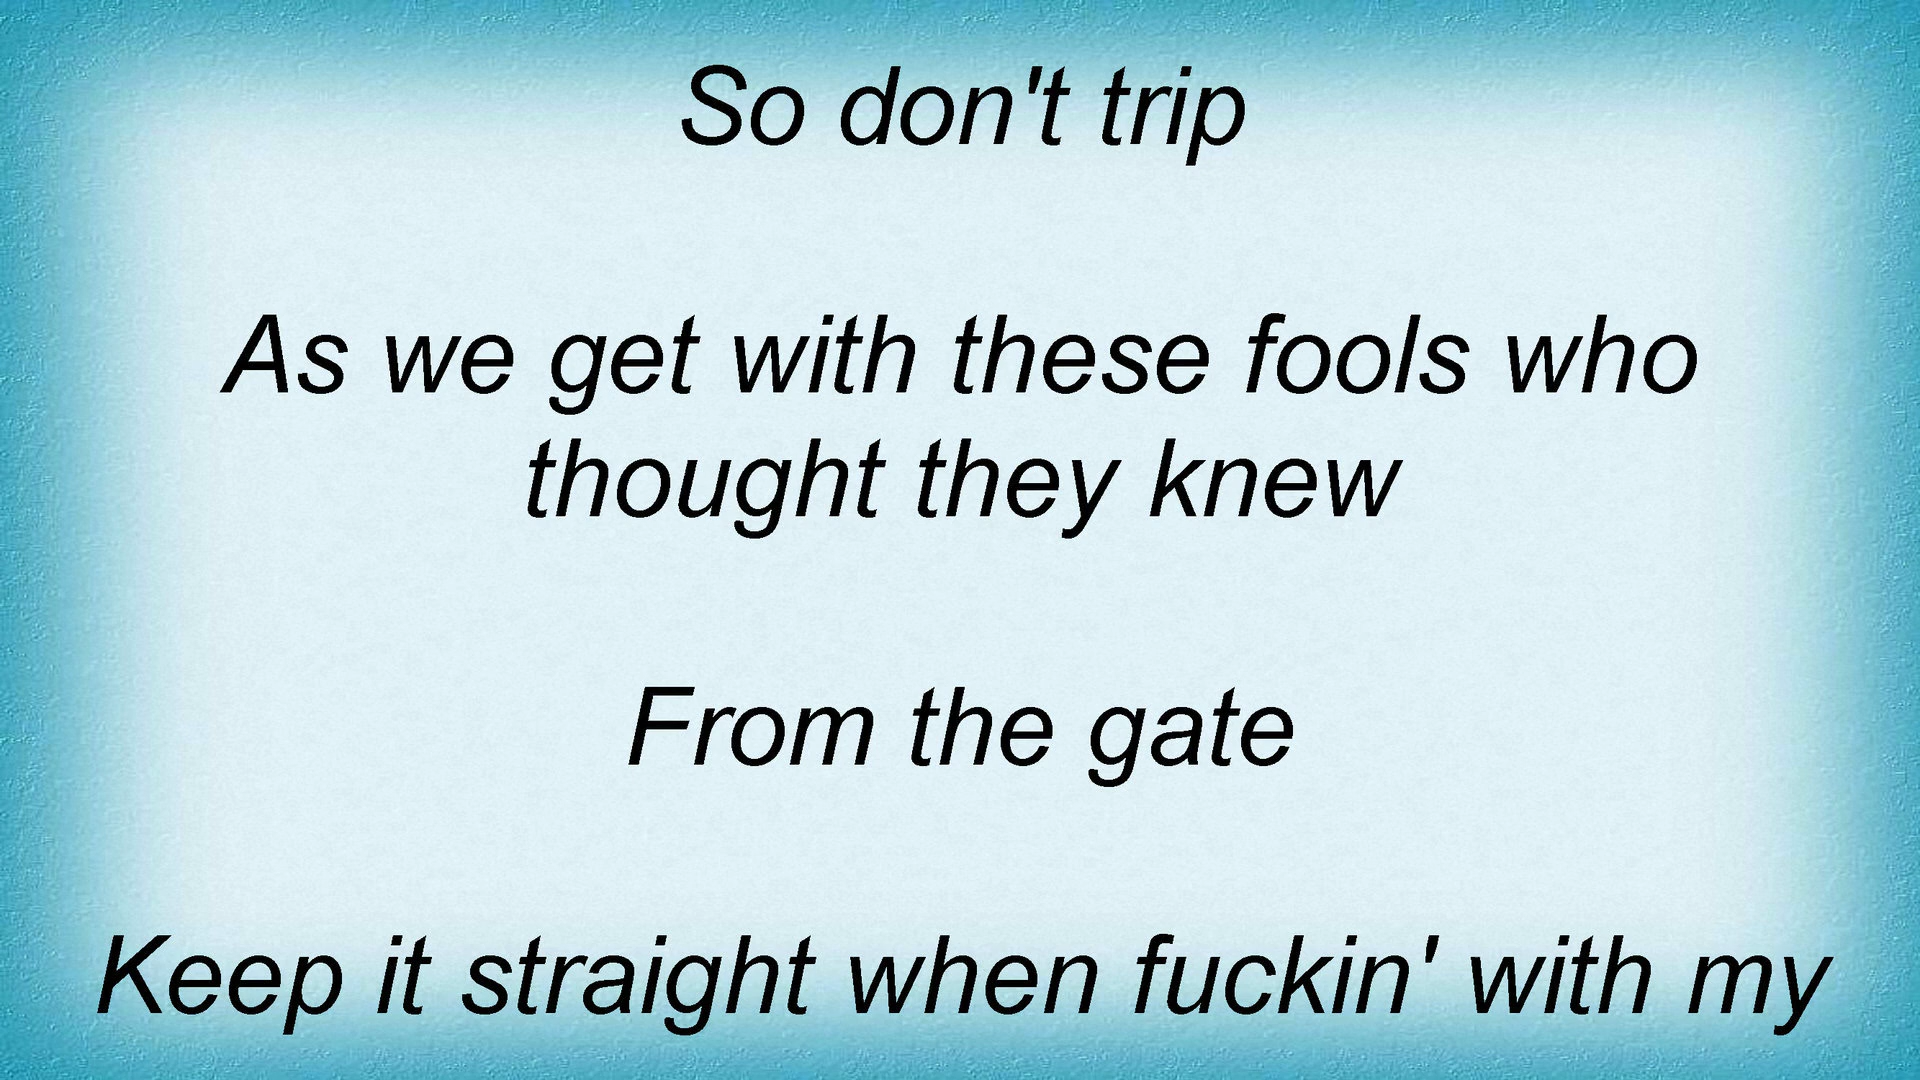 So don't trip
As we get with these fools who
thought they knew
From the gate
Keep it straight when fuckin' with my